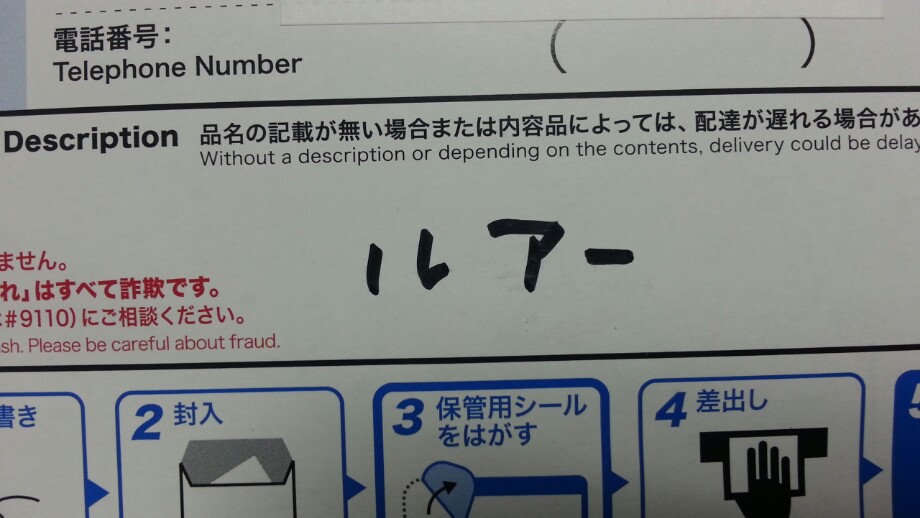 電話番号:
Telephone Number
( )
Description 品名の記載が無い場合または内容品によっては、配達が遅れる場合があ
Without a description or depending on the contents, delivery could be delay
ません。
れ」はすべて詐欺です。
#9110)にご相談ください。
sh. Please be careful about fraud.
ルアー
書き
2 封入
3 保管用シール
をはがす
4 差出し
5